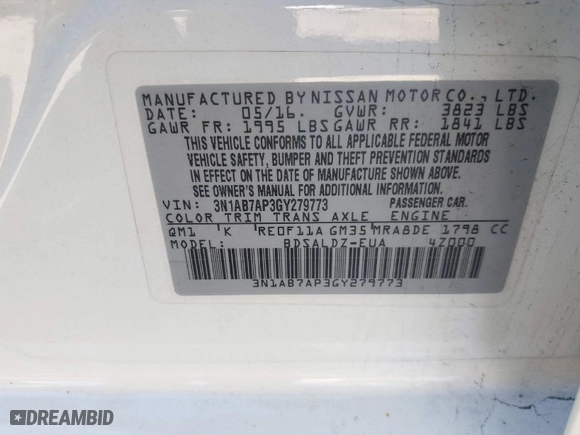 MANUFACTURED BY NISSAN MOTOR CO., LTD.
DATE: 05/16. GVWR: 3823 LBS
GAWR FR: 1995 LBS GAWR RR: 1841 LBS
THIS VEHICLE CONFORMS TO ALL APPLICABLE FEDERAL MOTOR
VEHICLE SAFETY, BUMPER AND THEFT PREVENTION STANDARDS
IN EFFECT ON THE DATE OF MANUFACTURE SHOWN ABOVE.
SEE OWNER'S MANUAL FOR ADDITIONAL INFORMATION.
VIN: 3N1AB7AP3GY279773 PASSENGER CAR.
COLOR TRIM TRANS AXLE ENGINE
QM1 K RE0F11A GM35 MRA8DE 1798 CC
BDSALDZ-EUA 4Z000
3N1AB7AP3GY279773
DREAMBID